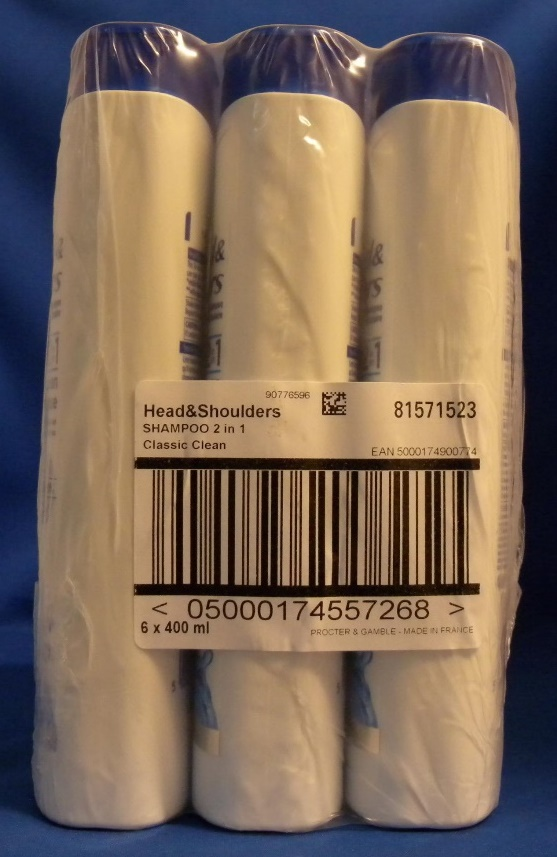 90776596
Head&Shoulders
81571523
SHAMPOO 2 in 1
Classic Clean
EAN 5000174900774
< 05000174557268 >
6 x 400 ml
PROCTER & GAMBLE - MADE IN FRANCE